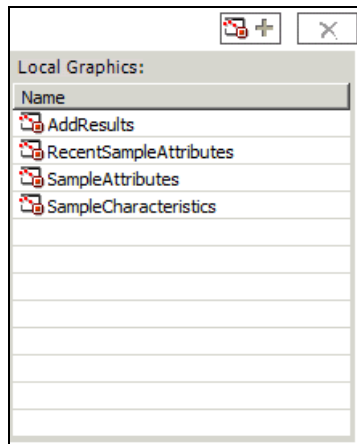 Local Graphics:
Name
AddResults
RecentSampleAttributes
SampleAttributes
SampleCharacteristics